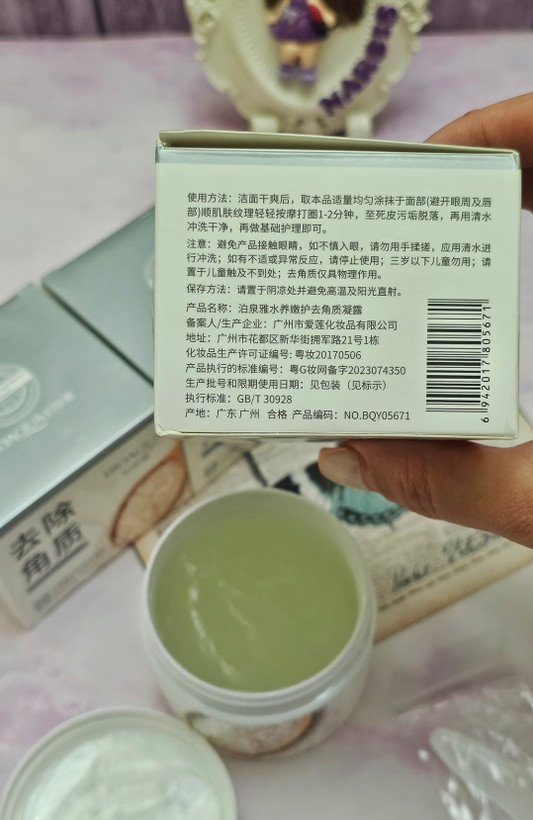 使用方法：洁面干爽后，取本品适量均匀涂抹于面部(避开眼周及唇
部)顺肌肤纹理轻轻按摩打圈1-2分钟，至死皮污垢脱落，再用清水
冲洗干净，再做基础护理即可。
注意：避免产品接触眼睛，如不慎入眼，请勿用手揉搓，应用清水进
行冲洗；如有不适或异常反应，请停止使用；三岁以下儿童勿用；请
置于儿童触及不到处；去角质仅具物理作用。
保存方法：请置于阴凉处并避免高温及阳光直射。
产品名称：泊泉雅水养嫩护去角质凝露
备案人/生产企业：广州市爱莲化妆品有限公司
地址：广州市花都区新华街拥军路21号1栋
化妆品生产许可证编号：粤妆20170506
产品执行的标准编号：粤G妆网备字2023074350
生产批号和限期使用日期：见包装（见标示）
执行标准：GB/T 30928
产地：广东 广州 合格 产品编码：NO.BQY05671
6 942017 805671
去除
角质